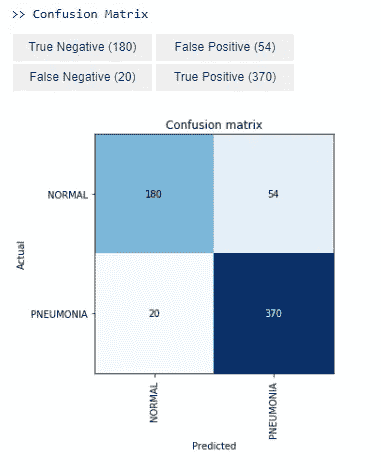 >> Confusion Matrix
True Negative (180) False Positive (54)
False Negative (20) True Positive (370)
Confusion matrix
NORMAL 180 54
Actual
PNEUMONIA 20 370
NORMAL PNEUMONIA
Predicted